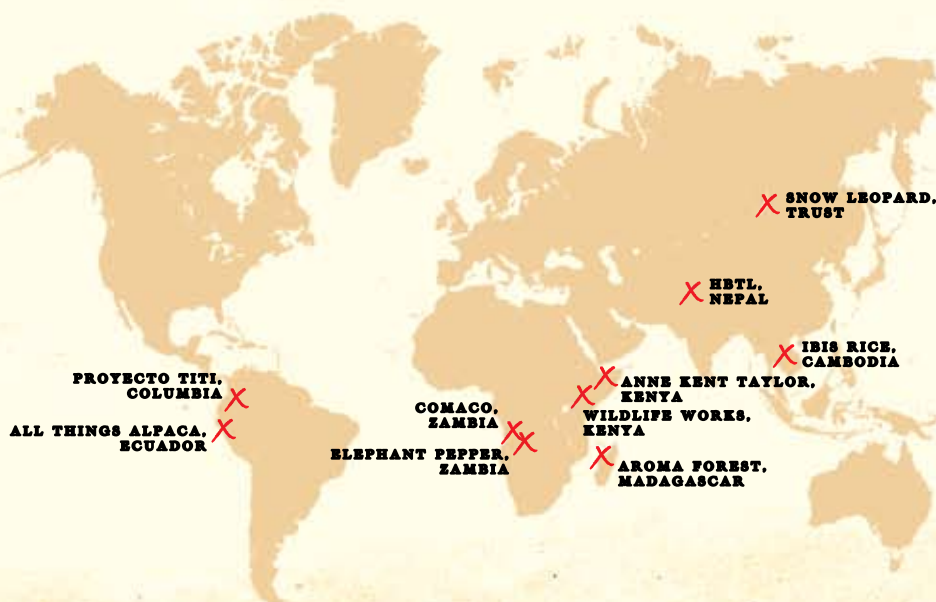 SNOW LEOPARD,
TRUST
HBTL,
NEPAL
IBIS RICE,
CAMBODIA
PROYECTO TITI,
COLUMBIA
ANNE KENT TAYLOR,
KENYA
COMACO,
ZAMBIA
WILDLIFE WORKS,
KENYA
ALL THINGS ALPACA,
ECUADOR
ELEPHANT PEPPER,
ZAMBIA
AROMA FOREST,
MADAGASCAR